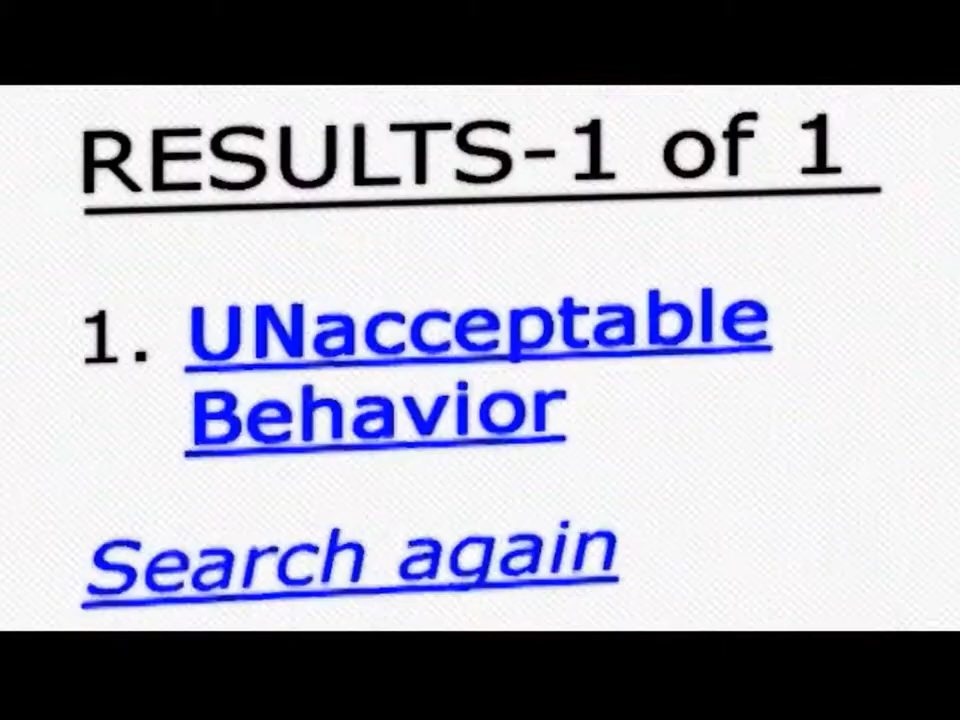 RESULTS-1 of 1
1. UNacceptable
Behavior
Search again